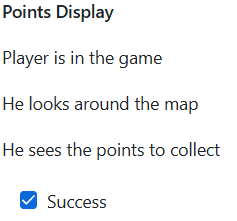 Points Display
Player is in the game
He looks around the map
He sees the points to collect
Success